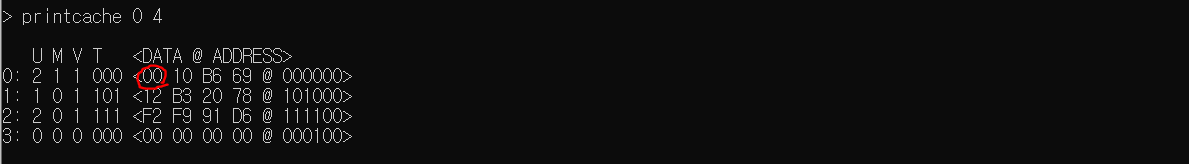 > printcache 0 4
U M V T <DATA @ ADDRESS>
0: 2 1 1 000 <00 10 B6 69 @ 000000>
1: 1 0 1 101 <12 B3 20 78 @ 101000>
2: 2 0 1 111 <F2 F9 91 D6 @ 111100>
3: 0 0 0 000 <00 00 00 00 @ 000100>